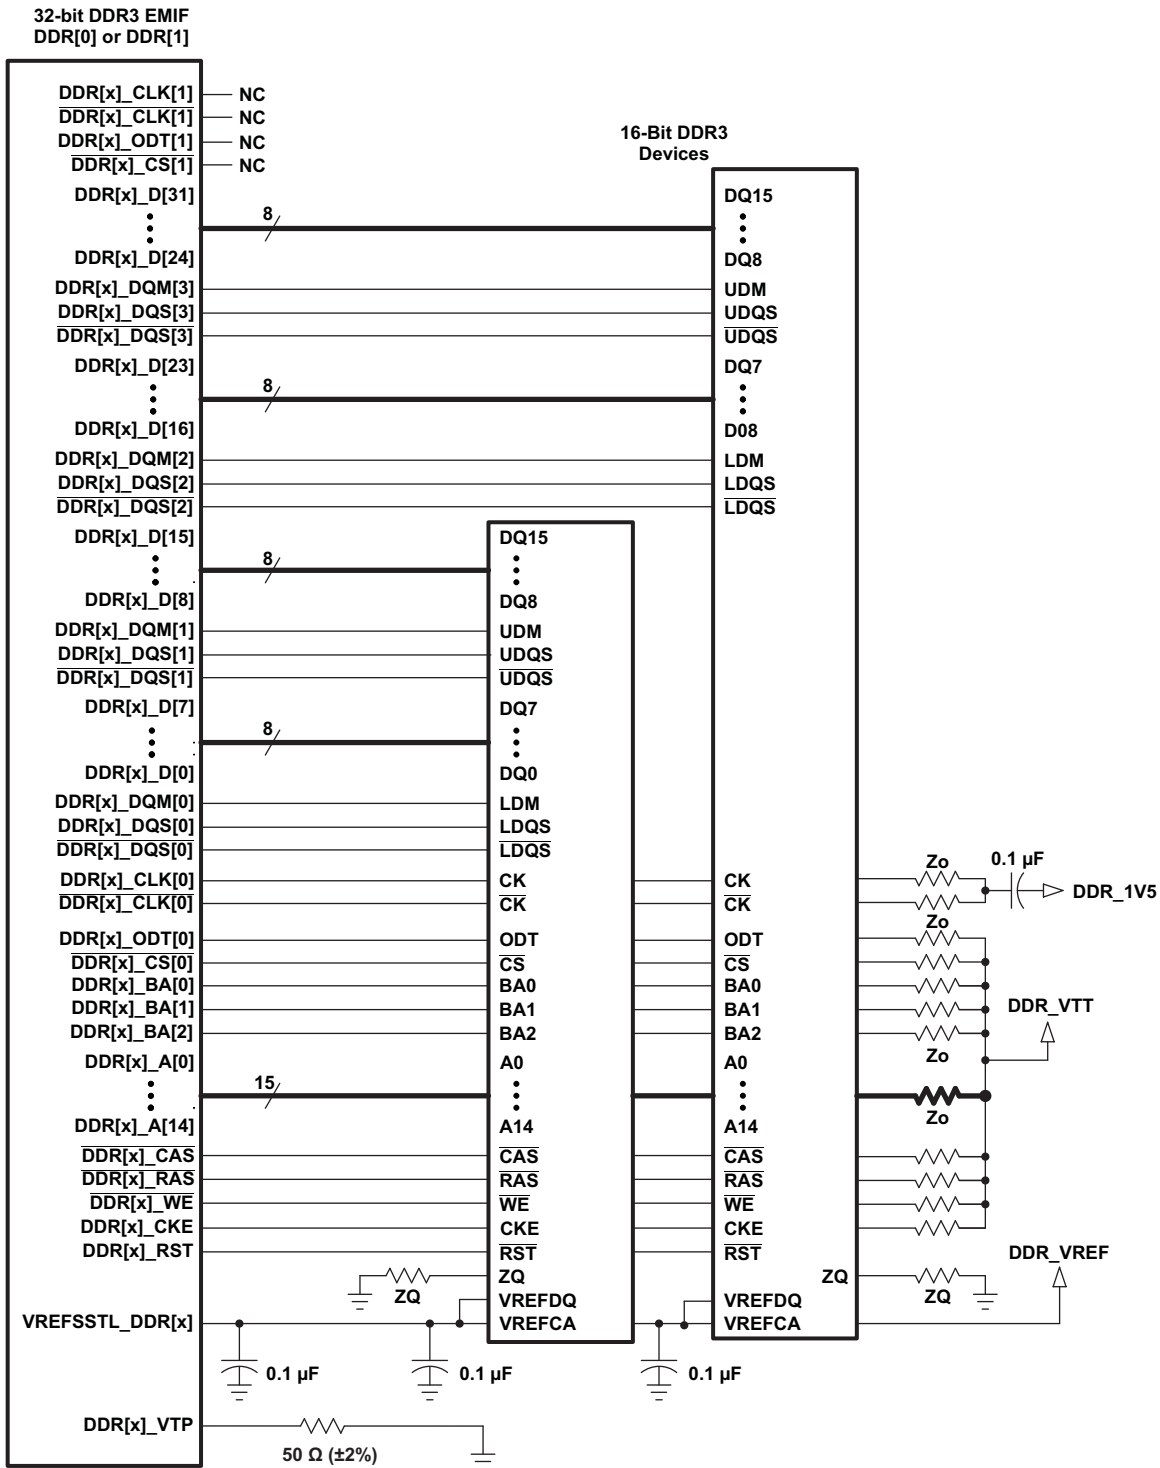 32-bit DDR3 EMIF
DDR[0] or DDR[1]
DDR[x]_CLK[1]
NC
DDR[x]_CLK[1]
NC
DDR[x]_ODT[1]
NC
DDR[x]_CS[1]
NC
16-Bit DDR3
Devices
DDR[x]_D[31]
8
DQ15
DDR[x]_D[24]
DQ8
DDR[x]_DQM[3]
UDM
DDR[x]_DQS[3]
UDQS
DDR[x]_DQS[3]
UDQS
DDR[x]_D[23]
8
DQ7
DDR[x]_D[16]
D08
DDR[x]_DQM[2]
LDM
DDR[x]_DQS[2]
LDQS
DDR[x]_DQS[2]
LDQS
DDR[x]_D[15]
8
DQ15
DDR[x]_D[8]
DQ8
DDR[x]_DQM[1]
UDM
DDR[x]_DQS[1]
UDQS
DDR[x]_DQS[1]
UDQS
DDR[x]_D[7]
8
DQ7
DDR[x]_D[0]
DQ0
DDR[x]_DQM[0]
LDM
DDR[x]_DQS[0]
LDQS
DDR[x]_DQS[0]
LDQS
DDR[x]_CLK[0]
CK
CK
Zo
0.1 µF
DDR_1V5
DDR[x]_CLK[0]
CK
CK
Zo
DDR[x]_ODT[0]
ODT
ODT
DDR[x]_CS[0]
CS
CS
DDR[x]_BA[0]
BA0
BA0
DDR[x]_BA[1]
BA1
BA1
DDR_VTT
DDR[x]_BA[2]
BA2
BA2
Zo
DDR[x]_A[0]
15
A0
A0
Zo
DDR[x]_A[14]
A14
A14
DDR[x]_CAS
CAS
CAS
DDR[x]_RAS
RAS
RAS
DDR[x]_WE
WE
WE
DDR[x]_CKE
CKE
CKE
DDR[x]_RST
RST
RST
DDR_VREF
ZQ
ZQ
ZQ
ZQ
VREFDQ
VREFDQ
VREFSSTL_DDR[x]
VREFCA
VREFCA
0.1 µF
0.1 µF
0.1 µF
DDR[x]_VTP
50 Ω (±2%)